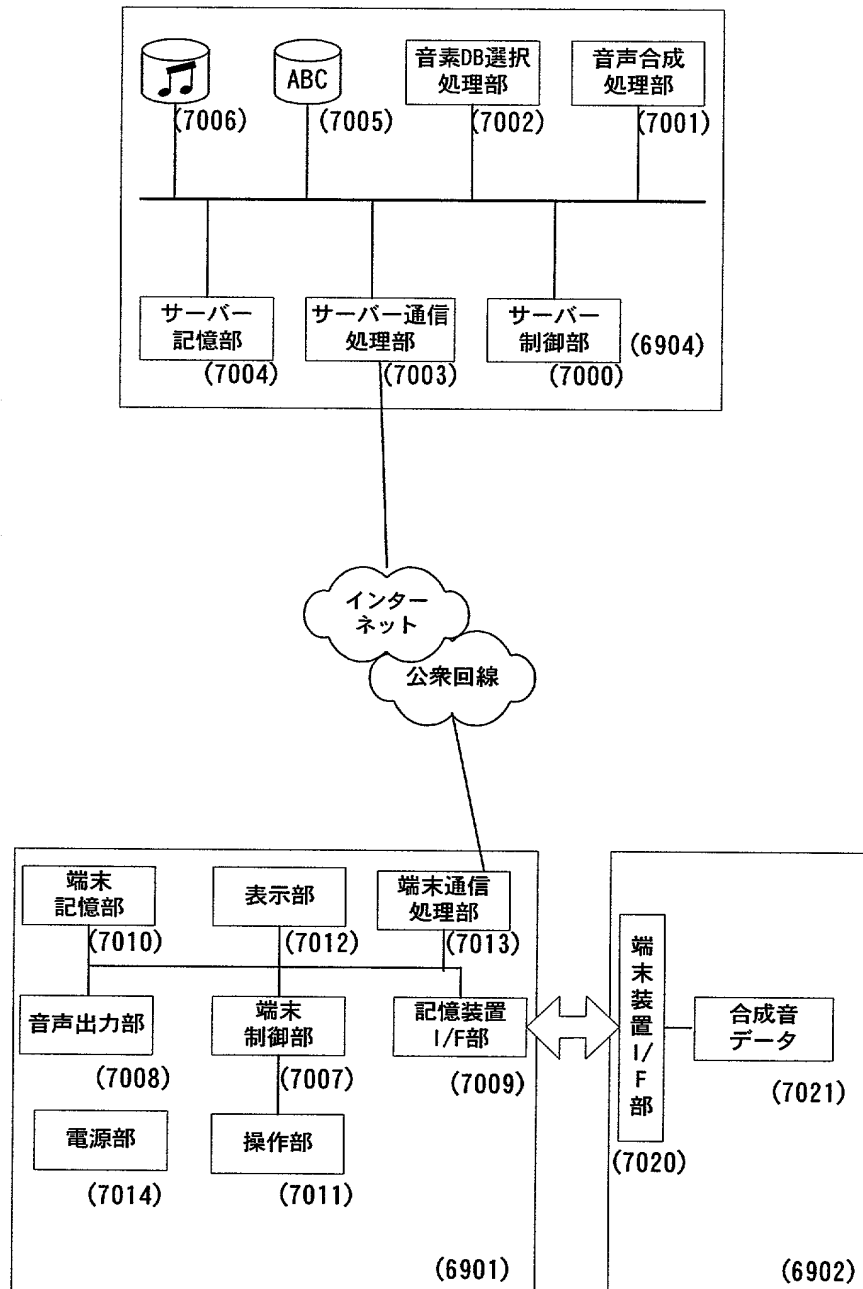 ABC
音素DB選択
処理部
音声合成
処理部
(7006)
(7005)
(7002)
(7001)
サーバー
記憶部
サーバー通信
処理部
サーバー
制御部
(6904)
(7004)
(7003)
(7000)
インター
ネット
公衆回線
端末
記憶部
表示部
端末通信
処理部
(7010)
(7012)
(7013)
音声出力部
端末
制御部
記憶装置
I/F部
端末装置I/F部
合成音
データ
(7008)
(7007)
(7009)
(7021)
電源部
操作部
(7020)
(7014)
(7011)
(6901)
(6902)